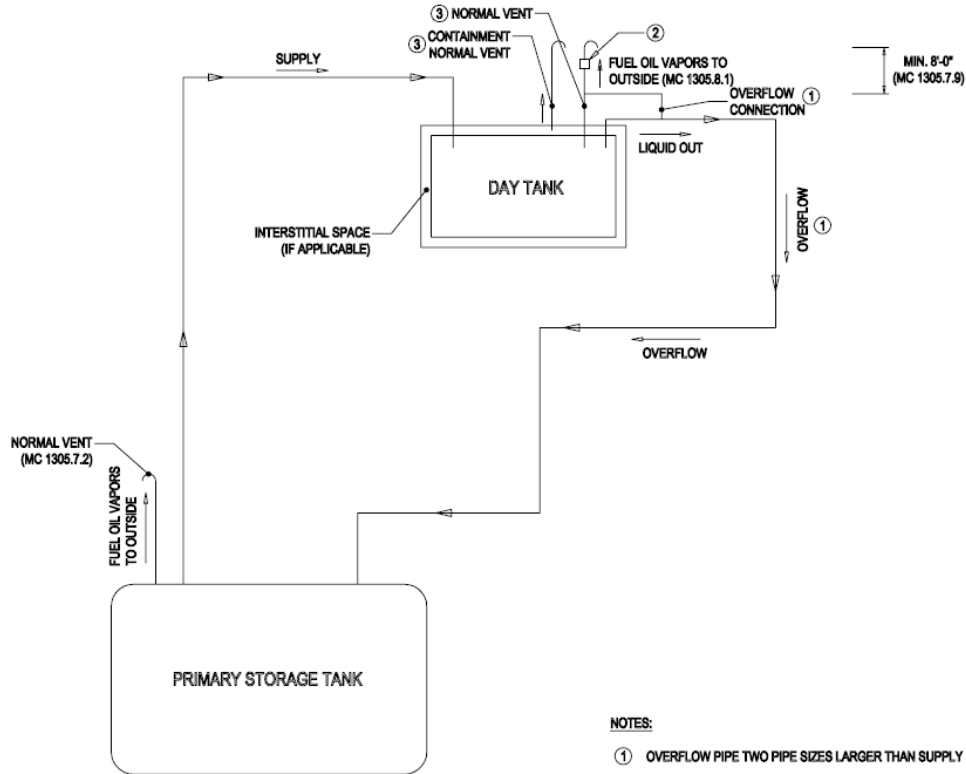 ③ NORMAL VENT
③ CONTAINMENT
NORMAL VENT
②
SUPPLY
FUEL OIL VAPORS TO
OUTSIDE (MC 1305.8.1)
MIN. 8'-0"
(MC 1305.7.9)
OVERFLOW
CONNECTION ①
LIQUID OUT
DAY TANK
OVERFLOW ①
INTERSTITIAL SPACE
(IF APPLICABLE)
OVERFLOW
NORMAL VENT
(MC 1305.7.2)
FUEL OIL VAPORS
TO OUTSIDE
PRIMARY STORAGE TANK
NOTES:
① OVERFLOW PIPE TWO PIPE SIZES LARGER THAN SUPPLY